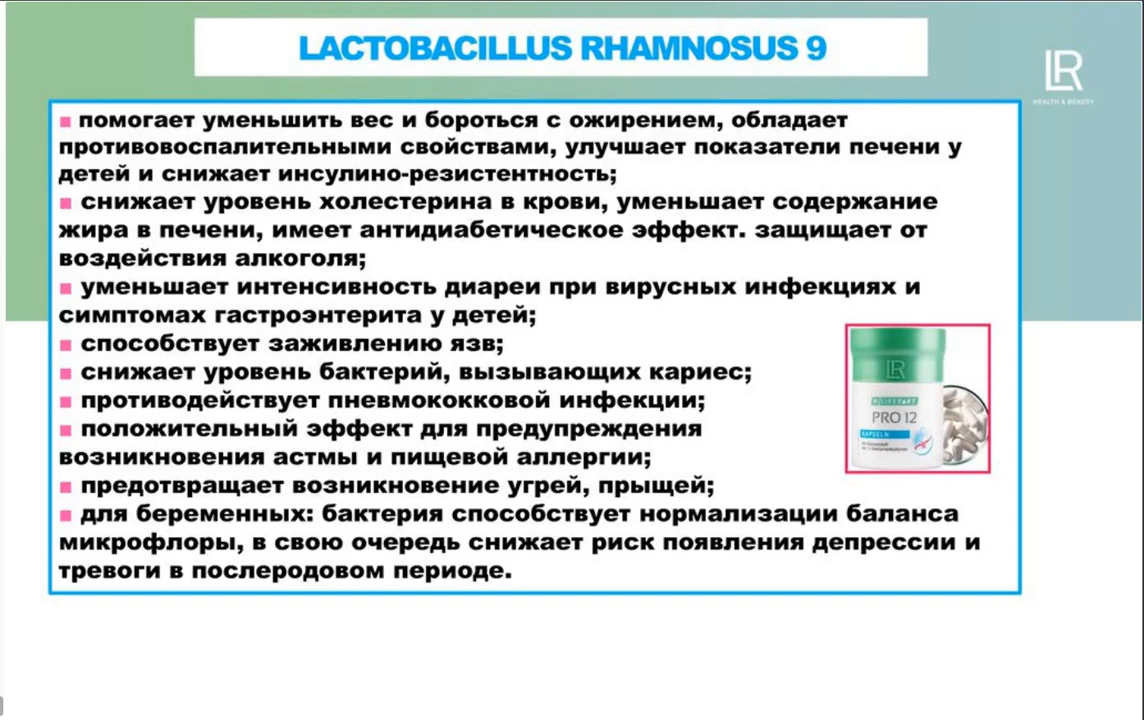 LACTOBACILLUS RHAMNOSUS 9
LR
HEALTH & BEAUTY
■ помогает уменьшить вес и бороться с ожирением, обладает
противовоспалительными свойствами, улучшает показатели печени у
детей и снижает инсулино-резистентность;
■ снижает уровень холестерина в крови, уменьшает содержание
жира в печени, имеет антидиабетическое эффект. защищает от
воздействия алкоголя;
■ уменьшает интенсивность диареи при вирусных инфекциях и
симптомах гастроэнтерита у детей;
■ способствует заживлению язв;
■ снижает уровень бактерий, вызывающих кариес;
■ противодействует пневмококковой инфекции;
■ положительный эффект для предупреждения
возникновения астмы и пищевой аллергии;
■ предотвращает возникновение угрей, прыщей;
■ для беременных: бактерия способствует нормализации баланса
микрофлоры, в свою очередь снижает риск появления депрессии и
тревоги в послеродовом периоде.
LR
PRO 12
KAPSELN